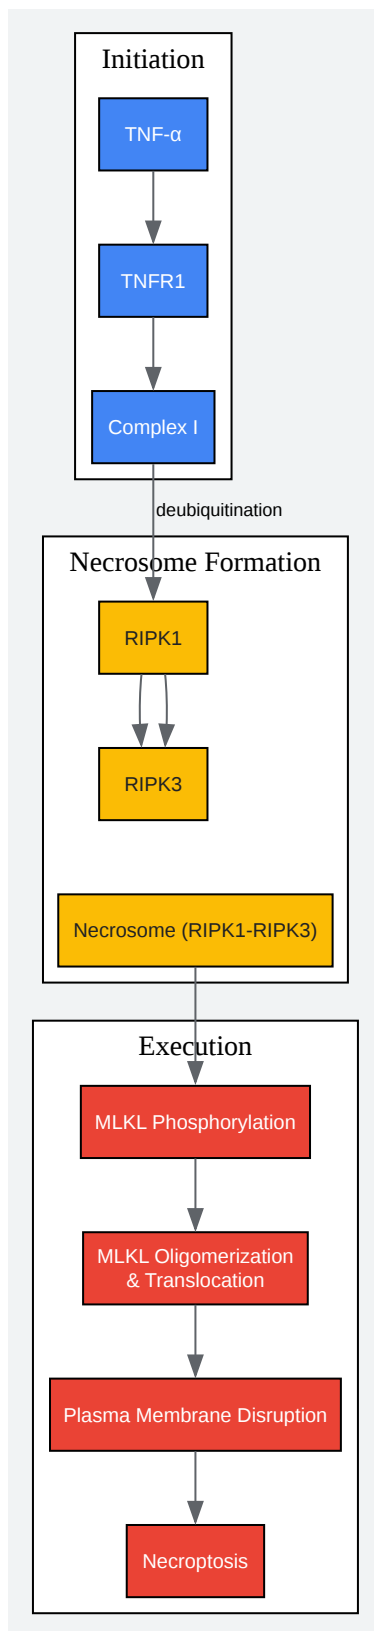 Initiation
TNF-α
TNFR1
Complex I
deubiquitination
Necrosome Formation
RIPK1
RIPK3
Necrosome (RIPK1-RIPK3)
Execution
MLKL Phosphorylation
MLKL Oligomerization
& Translocation
Plasma Membrane Disruption
Necroptosis